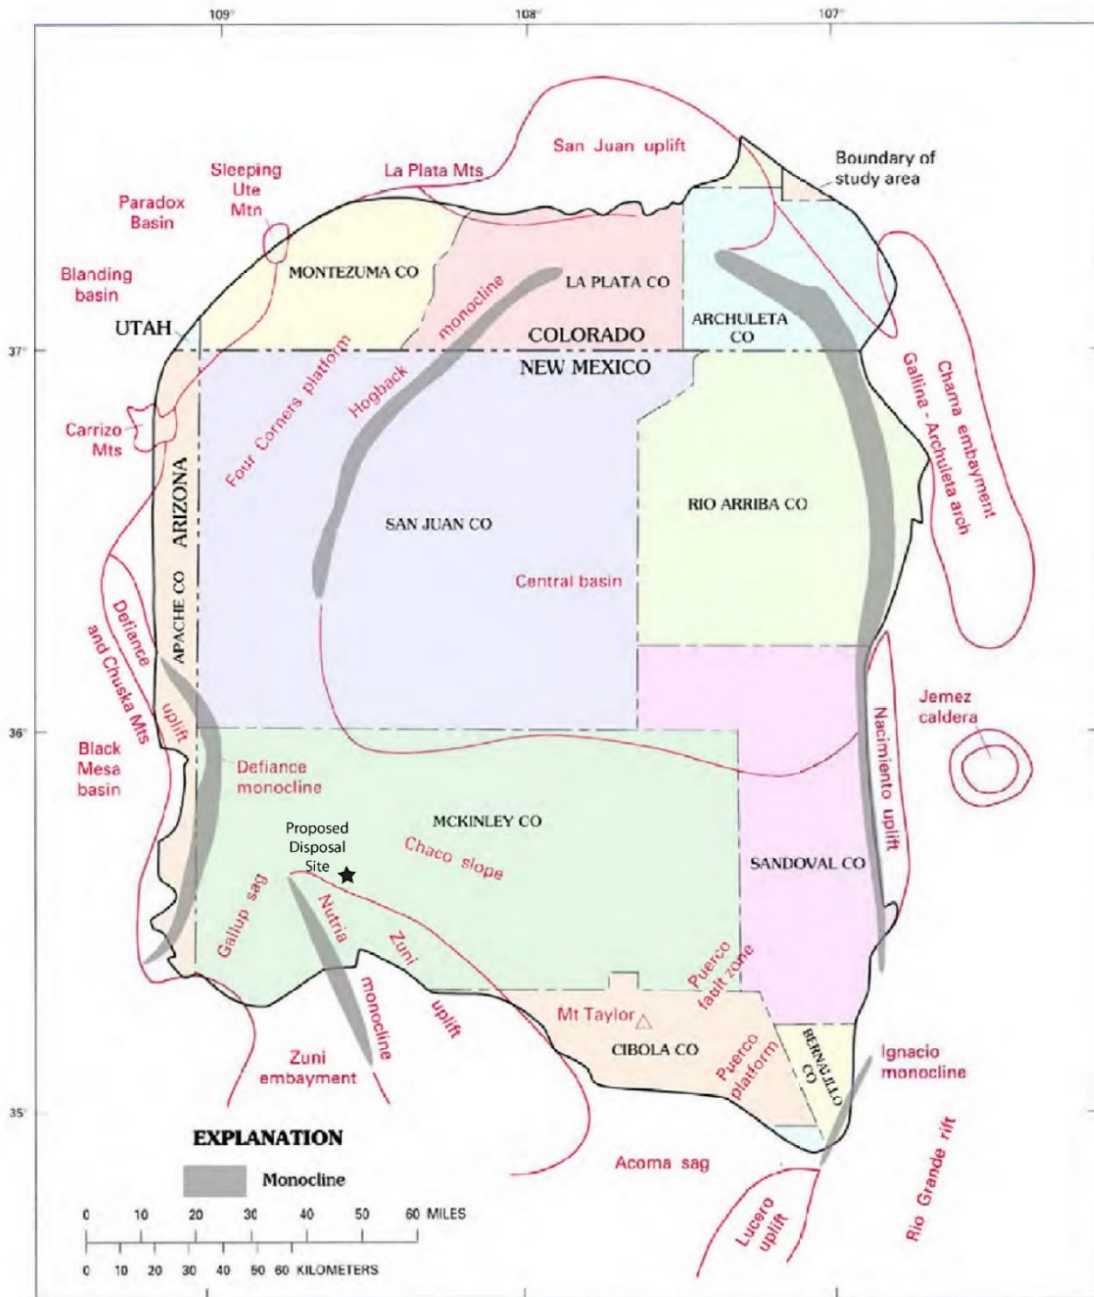 109°
108°
107°
San Juan uplift
Boundary of
study area
La Plata Mts
Sleeping
Ute
Mtn
Paradox
Basin
MONTEZUMA CO
LA PLATA CO
Blanding
basin
monocline
ARCHULETA
CO
UTAH
COLORADO
37°
NEW MEXICO
Four Corners platform
Hogback
Chama embayment
Gallina - Archuleta arch
Carrizo
Mts
ARIZONA
APACHE CO
SAN JUAN CO
RIO ARRIBA CO
Central basin
Defiance
and Chuska Mts
uplift
Jemez
caldera
36°
Black
Mesa
basin
Defiance
monocline
Nacimiento uplift
MCKINLEY CO
Proposed
Disposal
Site
Chaco slope
SANDOVAL CO
Gallup sag
Nutria
monocline
Zuni
uplift
Puerco
fault zone
Mt Taylor
CIBOLA CO
Puerco
platform
BERNALILLO
CO
Ignacio
monocline
Zuni
embayment
35°
EXPLANATION
Monocline
Acoma sag
Rio Grande rift
Lucero
uplift
0 10 20 30 40 50 60 MILES
0 10 20 30 40 50 60 KILOMETERS